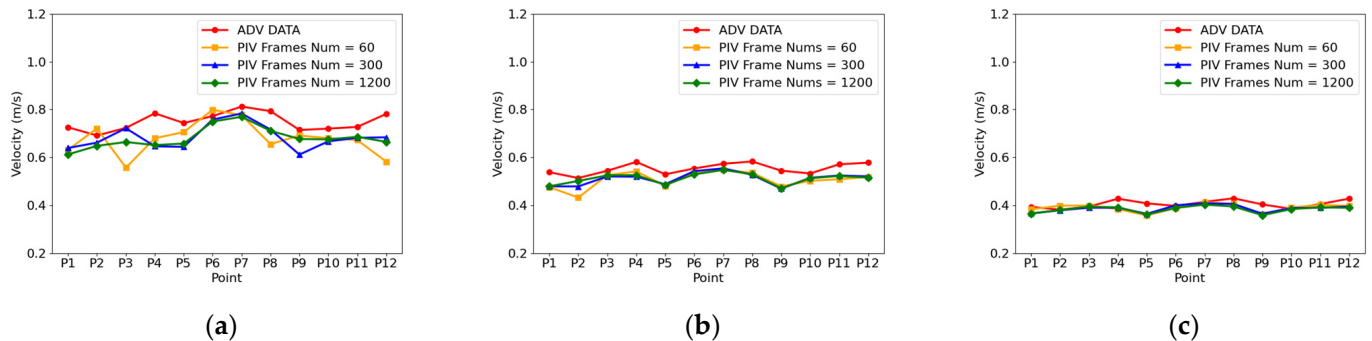 1.2
1.0
0.8
0.6
0.4
0.2
Velocity (m/s)
ADV DATA
PIV Frames Num = 60
PIV Frames Num = 300
PIV Frames Num = 1200
P1 P2 P3 P4 P5 P6 P7 P8 P9 P10 P11 P12
Point
(a)
1.2
1.0
0.8
0.6
0.4
0.2
Velocity (m/s)
ADV DATA
PIV Frame Nums = 60
PIV Frame Nums = 300
PIV Frame Nums = 1200
P1 P2 P3 P4 P5 P6 P7 P8 P9 P10 P11 P12
Point
(b)
1.2
1.0
0.8
0.6
0.4
0.2
Velocity (m/s)
ADV DATA
PIV Frames Num = 60
PIV Frames Num = 300
PIV Frames Num = 1200
P1 P2 P3 P4 P5 P6 P7 P8 P9 P10 P11 P12
Point
(c)